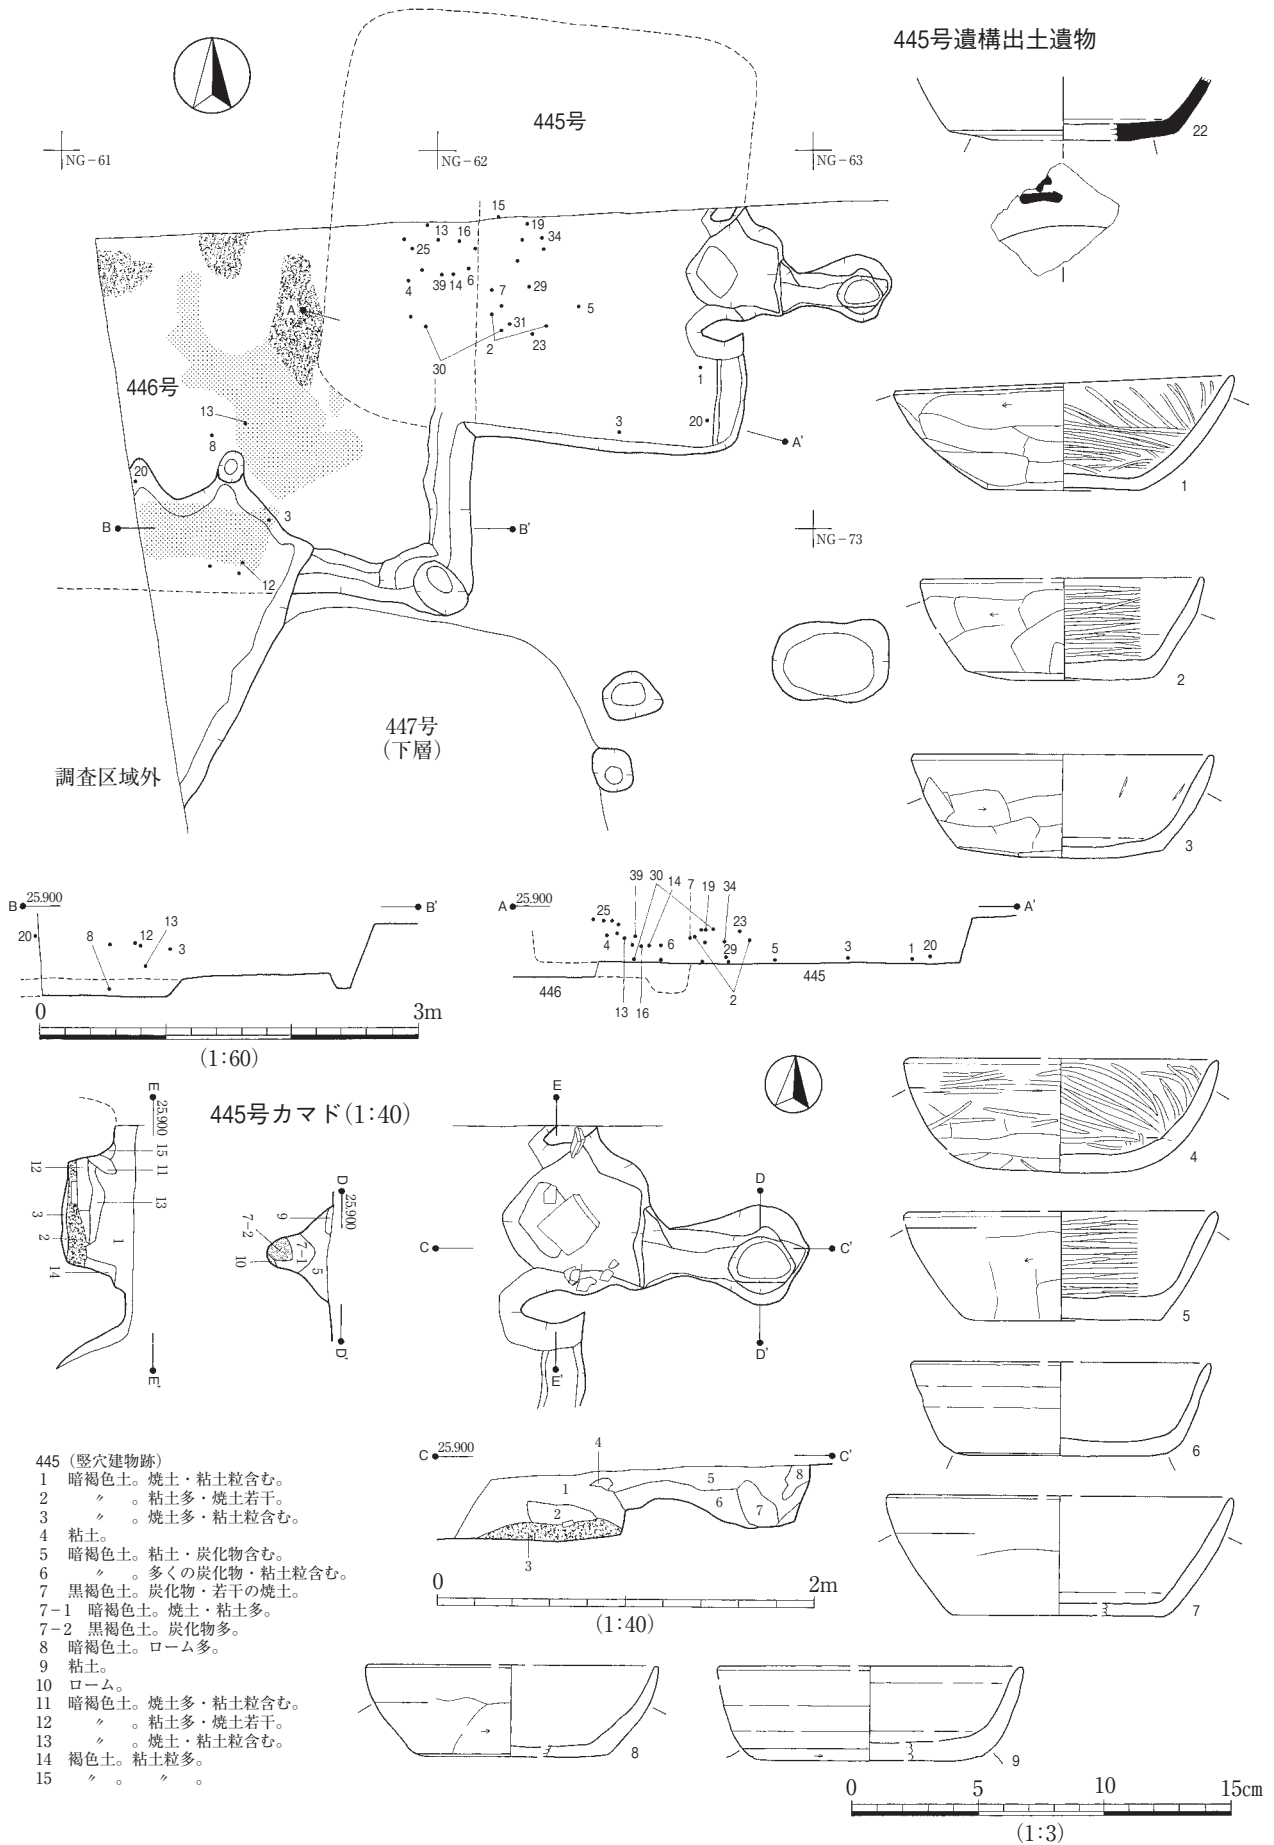 445号遺構出土遺物
445号
NG-61
NG-62
NG-63
22
15
19
13
16
34
25
6
4
39
14
7
29
5
A
31
2
23
30
446号
13
8
1
3
20
A'
20
B
3
B'
12
NG-73
1
2
447号
(下層)
調査区域外
3
B
25.900
B'
13
20
8
12
3
0
3m
(1:60)
A
25.900
A'
39
30
14
7
19
34
25
23
4
6
29
5
3
1
20
446
445
13
16
2
445号カマド(1:40)
E
25.900
15
12
11
13
3
2
1
14
E'
D
25.900
9
7-2
7-1
10
5
D'
E
D
C
C'
D'
E'
4
5
6
C
25.900
C'
4
1
5
8
2
6
7
3
0
2m
(1:40)
7
445 (竪穴建物跡)
1 暗褐色土。焼土・粘土粒含む。
2 〃 。粘土多・焼土若干。
3 〃 。焼土多・粘土粒含む。
4 粘土。
5 暗褐色土。粘土・炭化物含む。
6 〃 。多くの炭化物・粘土粒含む。
7 黒褐色土。炭化物・若干の焼土。
7-1 暗褐色土。焼土・粘土多。
7-2 黒褐色土。炭化物多。
8 暗褐色土。ローム多。
9 粘土。
10 ローム。
11 暗褐色土。焼土多・粘土粒含む。
12 〃 。粘土多・焼土若干。
13 〃 。焼土・粘土粒含む。
14 褐色土。粘土粒多。
15 〃 。 〃 。
8
9
0
5
10
15cm
(1:3)